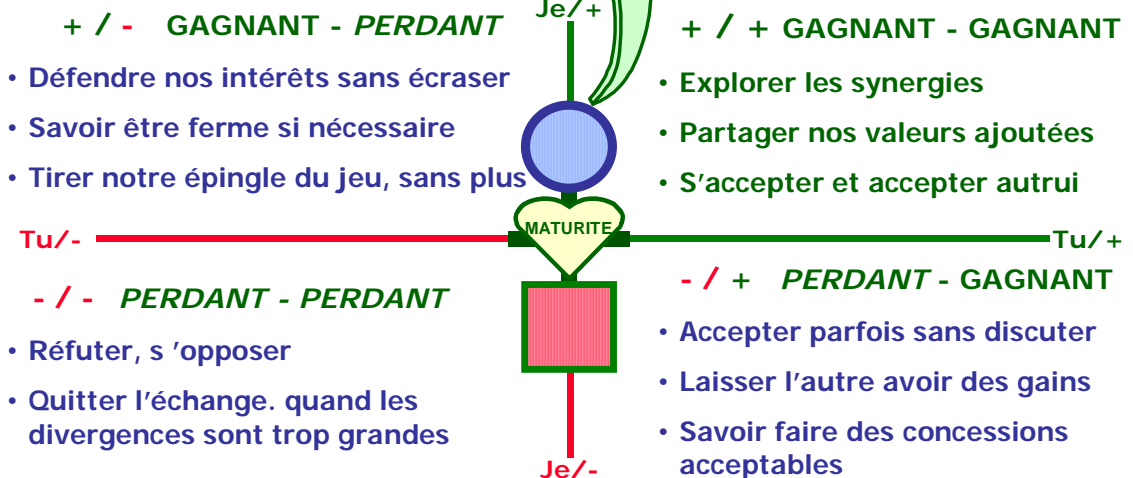 Je/+
+ / - GAGNANT - PERDANT
• Défendre nos intérêts sans écraser
• Savoir être ferme si nécessaire
• Tirer notre épingle du jeu, sans plus
+ / + GAGNANT - GAGNANT
• Explorer les synergies
• Partager nos valeurs ajoutées
• S'accepter et accepter autrui
Tu/-
MATURITE
Tu/+
- / - PERDANT - PERDANT
• Réfuter, s 'opposer
• Quitter l'échange. quand les
divergences sont trop grandes
- / + PERDANT - GAGNANT
• Accepter parfois sans discuter
• Laisser l'autre avoir des gains
• Savoir faire des concessions
acceptables
Je/-